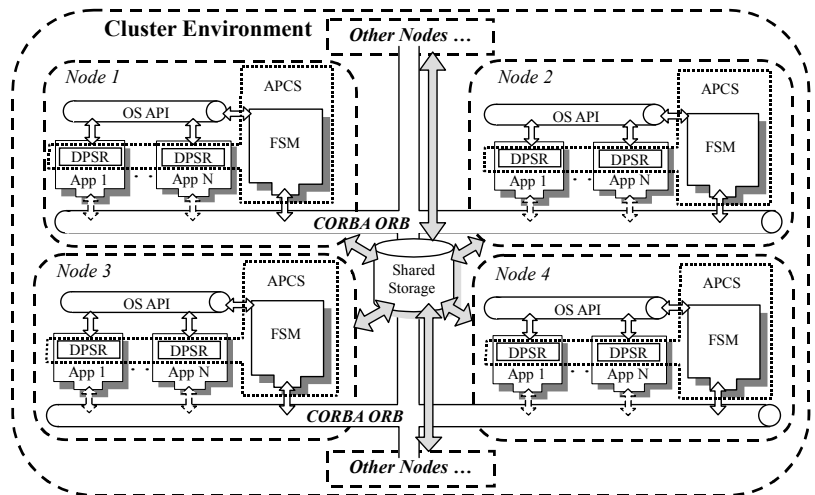 Cluster Environment
Other Nodes …
Node 1
APCS
OS API
FSM
DPSR
DPSR
App 1
. .
App N
Node 2
APCS
OS API
FSM
DPSR
DPSR
App 1
. .
App N
CORBA ORB
Shared
Storage
Node 3
APCS
OS API
FSM
DPSR
DPSR
App 1
. .
App N
Node 4
APCS
OS API
FSM
DPSR
DPSR
App 1
. .
App N
CORBA ORB
Other Nodes …